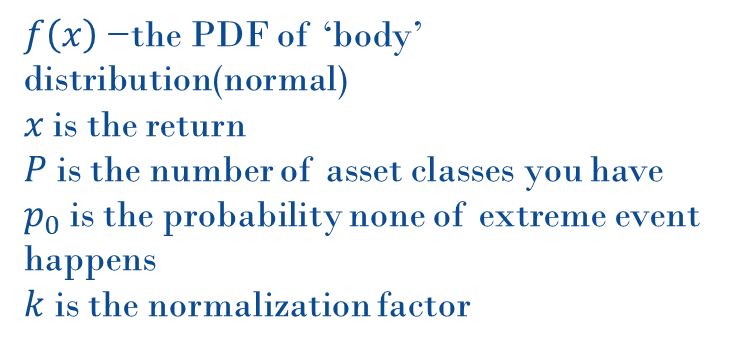 f(x) −the PDF of ‘body’
distribution(normal)
x is the return
P is the number of asset classes you have
p₀ is the probability none of extreme event
happens
k is the normalization factor